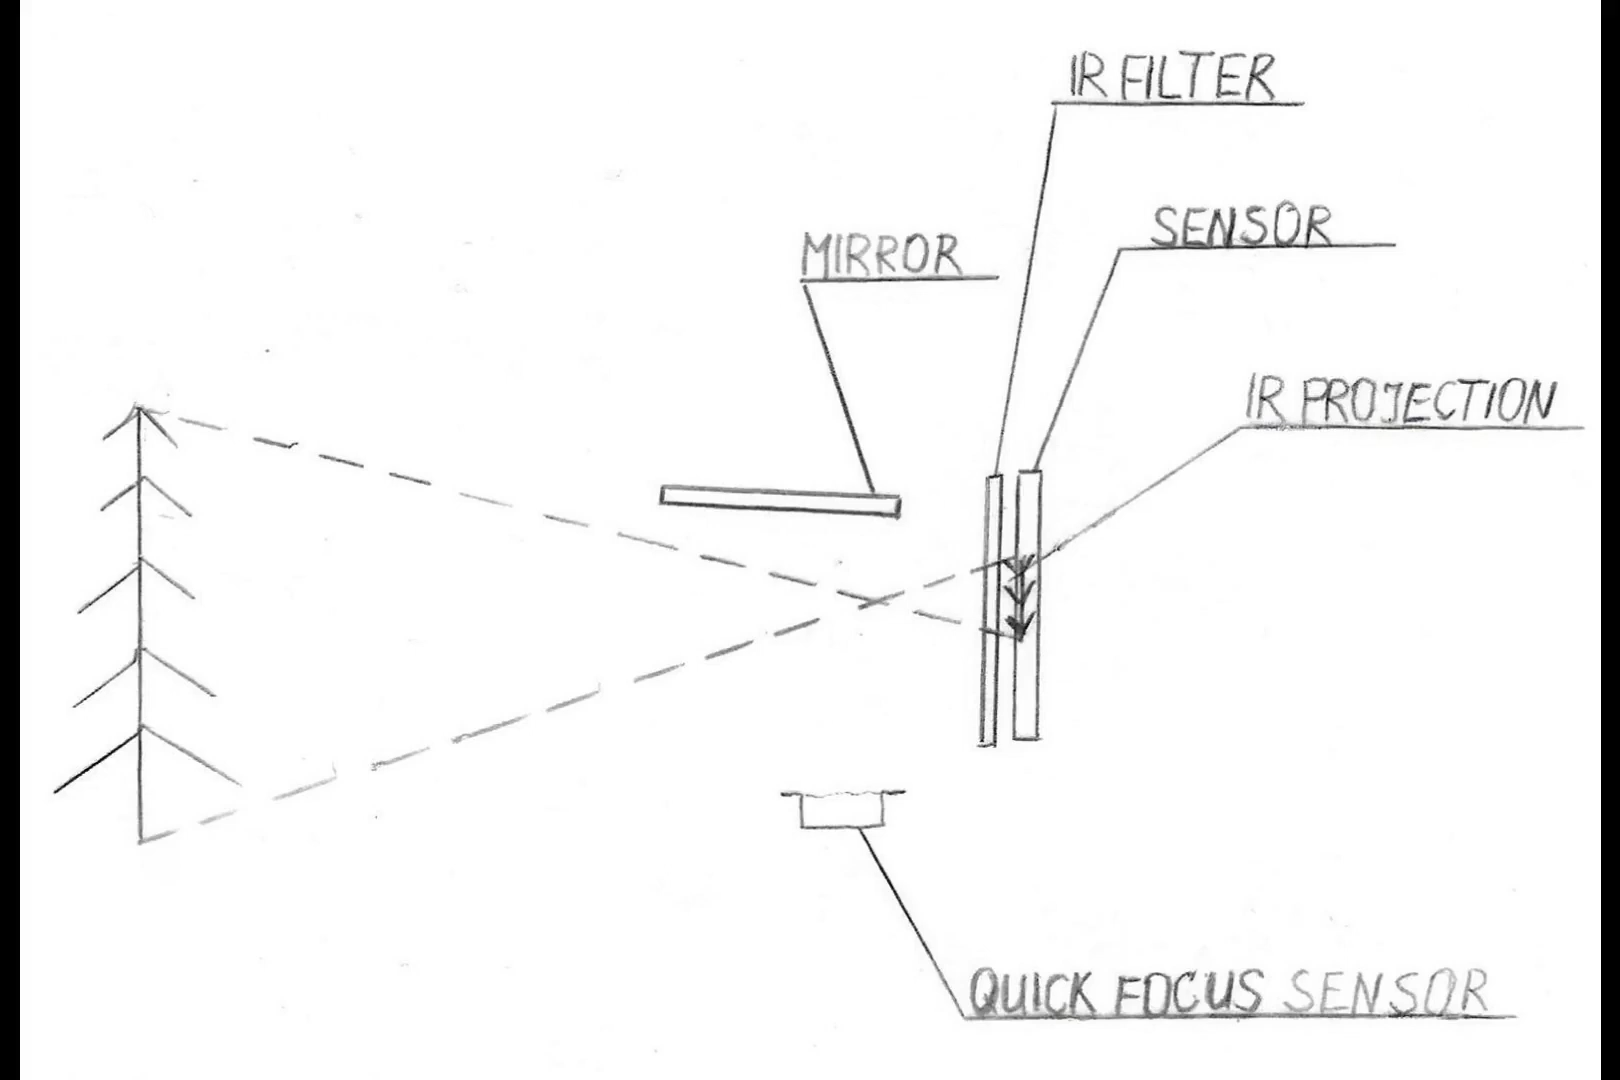 IR FILTER
SENSOR
MIRROR
IR PROJECTION
QUICK FOCUS SENSOR